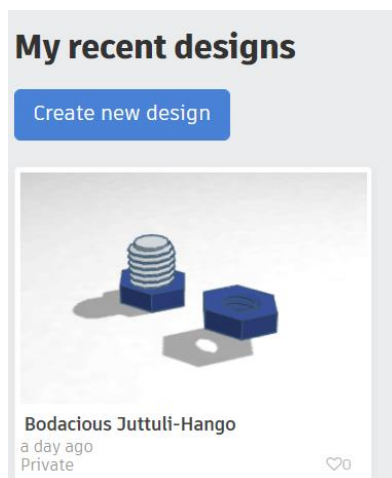 My recent designs
Create new design
Bodacious Juttuli-Hango
a day ago
Private
0